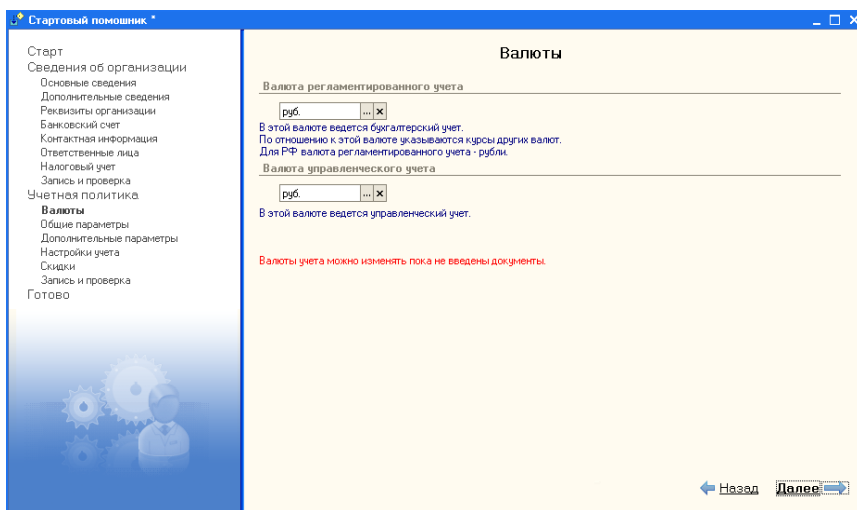 Стартовый помошник *
Старт
Сведения об организации
Основные сведения
Дополнительные сведения
Реквизиты организации
Банковский счет
Контактная информация
Ответственные лица
Налоговый учет
Запись и проверка
Учетная политика
Валюты
Общие параметры
Дополнительные параметры
Настройки учета
Скидки
Запись и проверка
Готово
Валюты
Валюта регламентированного учета
руб. ... ×
В этой валюте ведется бухгалтерский учет.
По отношению к этой валюте указываются курсы других валют.
Для РФ валюта регламентированного учета - рубли.
Валюта управленческого учета
руб. ... ×
В этой валюте ведется управленческий учет.
Валюты учета можно изменять пока не введены документы.
Назад Далее